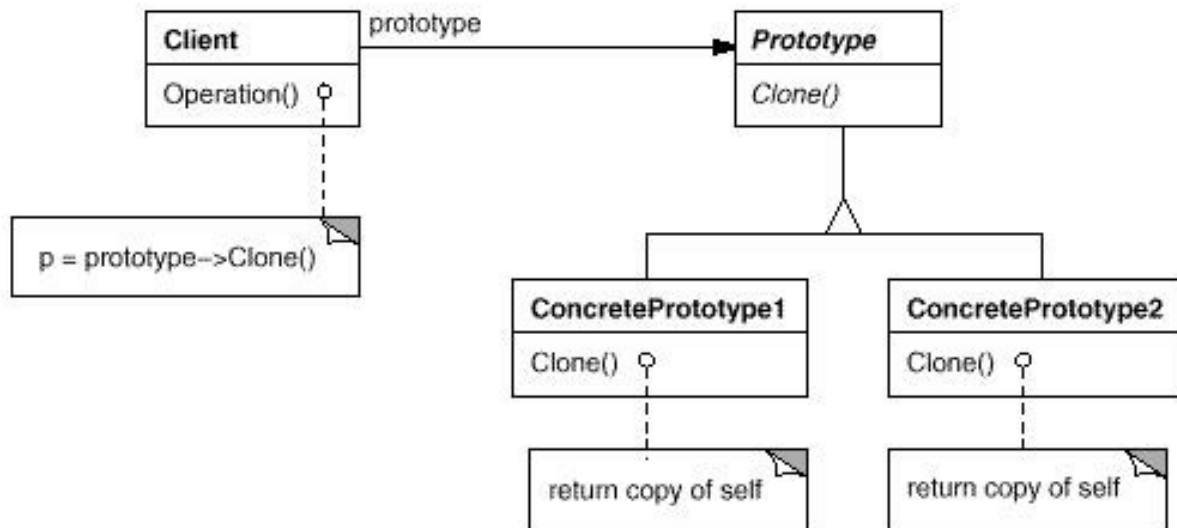 Client
prototype
Prototype
Operation()
Clone()
p = prototype–>Clone()
ConcretePrototype1
ConcretePrototype2
Clone()
Clone()
return copy of self
return copy of self